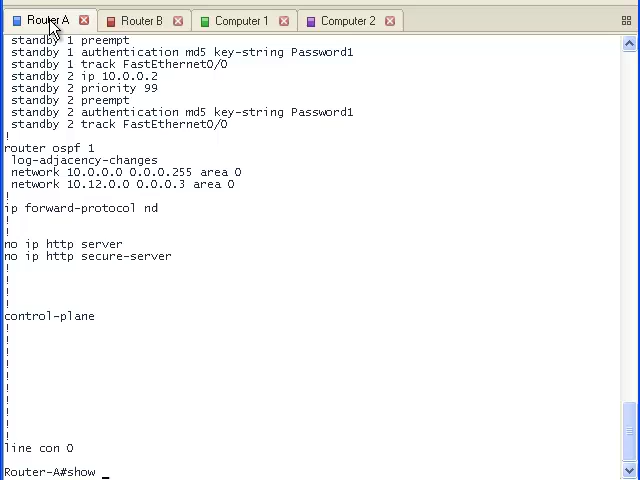 Router A Router B Computer 1 Computer 2
standby 1 preempt
standby 1 authentication md5 key-string Password1
standby 1 track FastEthernet0/0
standby 2 ip 10.0.0.2
standby 2 priority 99
standby 2 preempt
standby 2 authentication md5 key-string Password1
standby 2 track FastEthernet0/0
!
router ospf 1
log-adjacency-changes
network 10.0.0.0 0.0.0.255 area 0
network 10.12.0.0 0.0.0.3 area 0
!
ip forward-protocol nd
!
!
no ip http server
no ip http secure-server
!
!
!
!
control-plane
!
!
!
!
!
!
!
!
!
!
line con 0
Router-A#show _